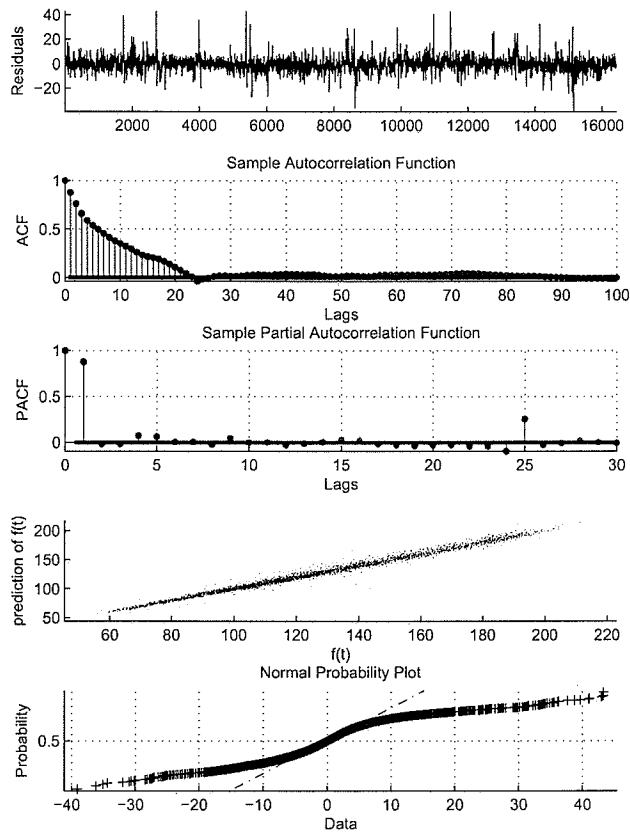 40
20
0
−20
Residuals
2000 4000 6000 8000 10000 12000 14000 16000
Sample Autocorrelation Function
1
0.5
0
ACF
0 10 20 30 40 50 60 70 80 90 100
Lags
Sample Partial Autocorrelation Function
1
0.5
0
PACF
0 5 10 15 20 25 30
Lags
200
150
100
50
prediction of f(t)
60 80 100 120 140 160 180 200 220
f(t)
Normal Probability Plot
0.5
Probability
−40 −30 −20 −10 0 10 20 30 40
Data